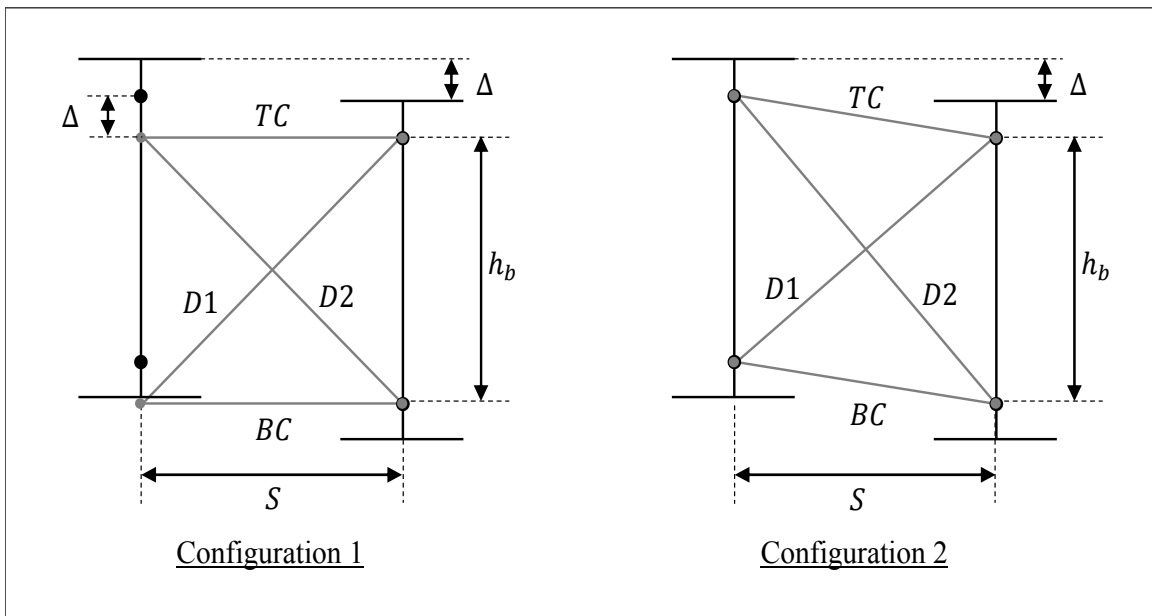 Δ
Δ
TC
D1
D2
h_b
BC
S
Configuration 1
Δ
TC
D1
D2
h_b
BC
S
Configuration 2